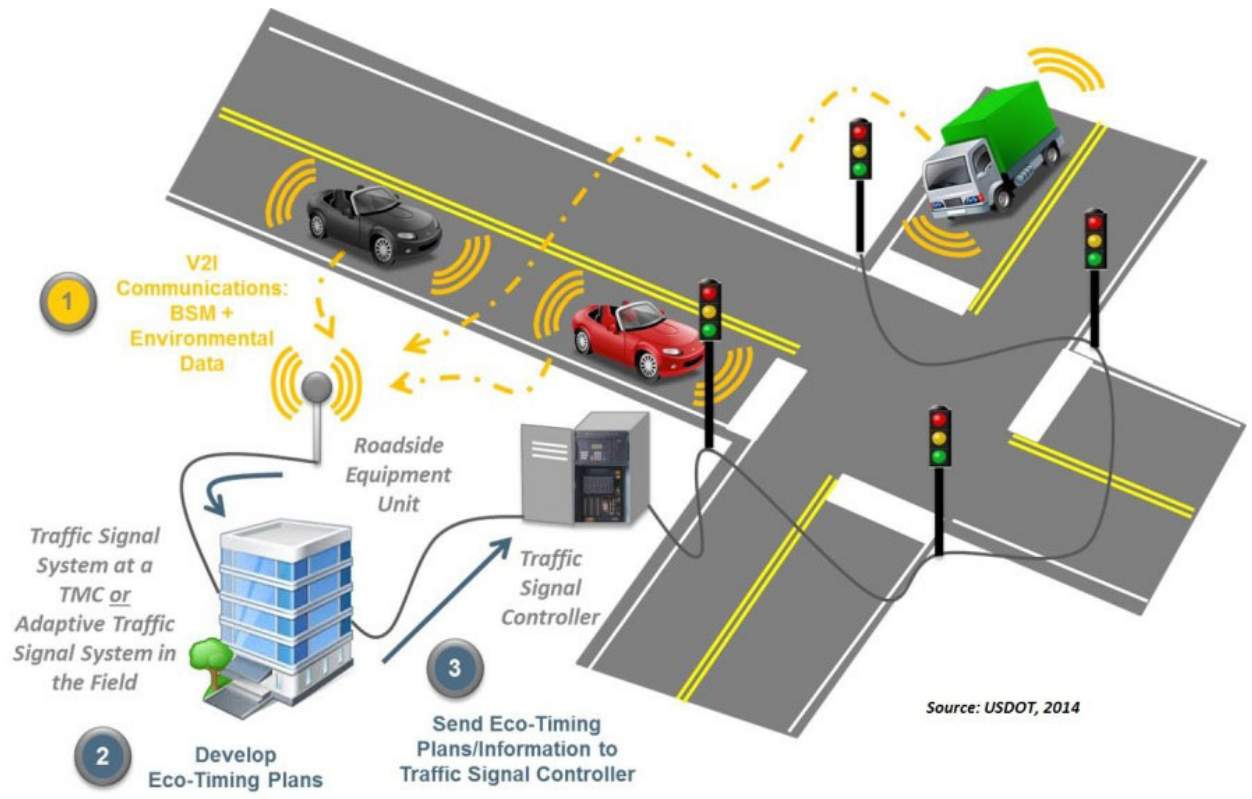 1
V2I
Communications:
BSM +
Environmental
Data
Roadside
Equipment
Unit
Traffic Signal
System at a
TMC or
Adaptive Traffic
Signal System in
the Field
Traffic
Signal
Controller
2
Develop
Eco-Timing Plans
3
Send Eco-Timing
Plans/Information to
Traffic Signal Controller
Source: USDOT, 2014